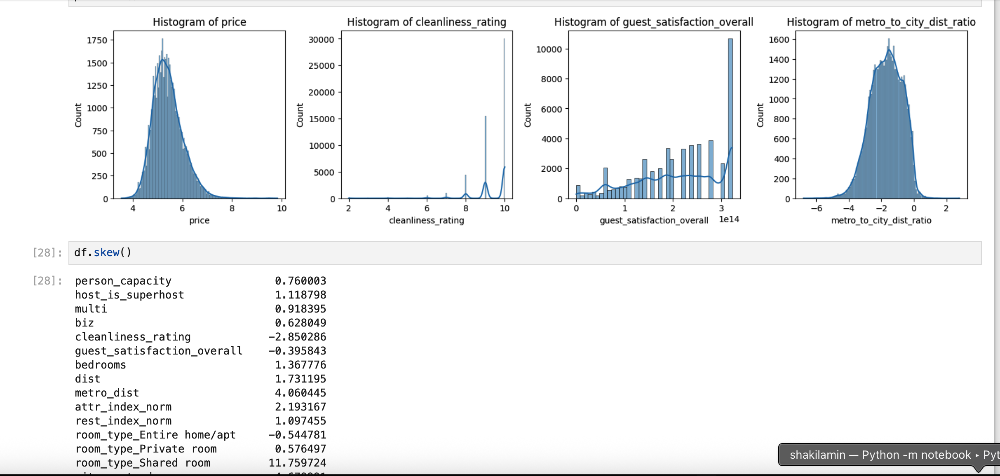 Histogram of price
Histogram of cleanliness_rating
Histogram of guest_satisfaction_overall
Histogram of metro_to_city_dist_ratio
1750
1500
1250
1000
750
500
250
0
Count
4 6 8 10
price
30000
25000
20000
15000
10000
5000
0
Count
2 4 6 8 10
cleanliness_rating
10000
8000
6000
4000
2000
0
Count
0 1 2 3
1e14
guest_satisfaction_overall
1600
1400
1200
1000
800
600
400
200
0
Count
−6 −4 −2 0 2
metro_to_city_dist_ratio
[28]: df.skew()
[28]: person_capacity 0.760003
host_is_superhost 1.118798
multi 0.918395
biz 0.628049
cleanliness_rating −2.850286
guest_satisfaction_overall −0.395843
bedrooms 1.367776
dist 1.731195
metro_dist 4.060445
attr_index_norm 2.193167
rest_index_norm 1.097455
room_type_Entire home/apt −0.544781
room_type_Private room 0.576497
room_type_Shared room 11.759724
shakilamin — Python -m notebook ▸ Pyt